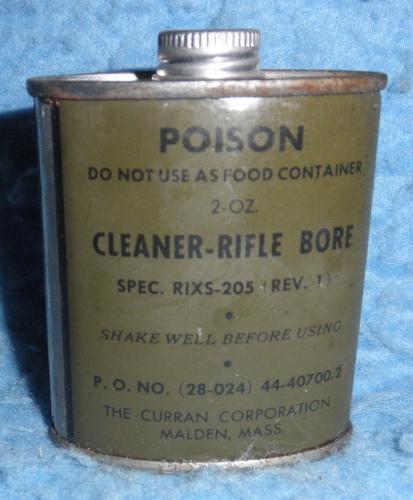 POISON
DO NOT USE AS FOOD CONTAINER
2-OZ.
CLEANER-RIFLE BORE
SPEC. RIXS-205 (REV. 1)
SHAKE WELL BEFORE USING
P. O. NO. (28-024) 44-40700.2
THE CURRAN CORPORATION
MALDEN, MASS.